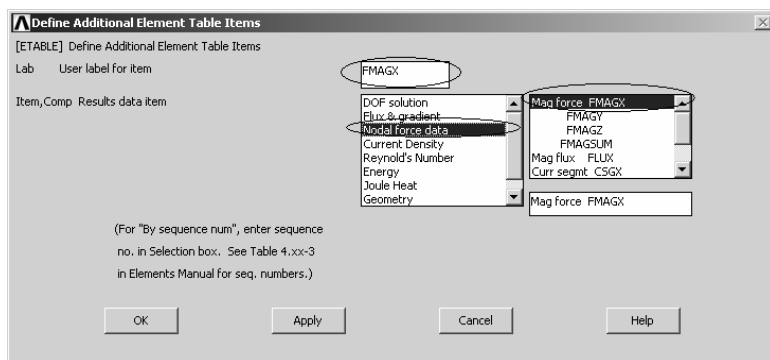 Define Additional Element Table Items
[ETABLE] Define Additional Element Table Items
Lab User label for item
FMAGX
Item,Comp Results data item
DOF solution
Flux & gradient
Nodal force data
Current Density
Reynold's Number
Energy
Joule Heat
Geometry
Mag force FMAGX
FMAGY
FMAGZ
FMAGSUM
Mag flux FLUX
Curr segmt CSGX
Mag force FMAGX
(For "By sequence num", enter sequence
no. in Selection box. See Table 4.xx-3
in Elements Manual for seq. numbers.)
OK Apply Cancel Help